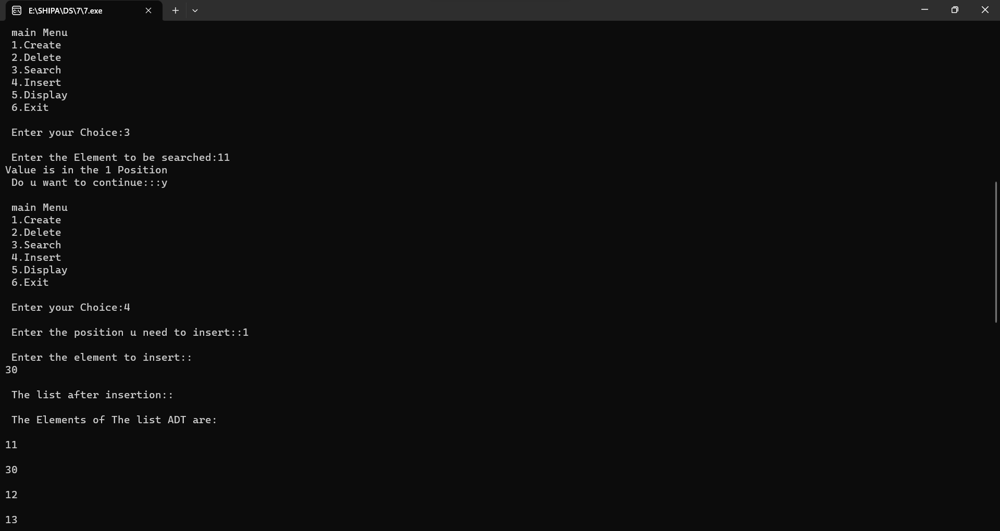 E:\SHIPA\DS\7\7.exe
main Menu
1.Create
2.Delete
3.Search
4.Insert
5.Display
6.Exit
Enter your Choice:3
Enter the Element to be searched:11
Value is in the 1 Position
Do u want to continue:::y
main Menu
1.Create
2.Delete
3.Search
4.Insert
5.Display
6.Exit
Enter your Choice:4
Enter the position u need to insert::1
Enter the element to insert::
30
The list after insertion::
The Elements of The list ADT are:
11
30
12
13